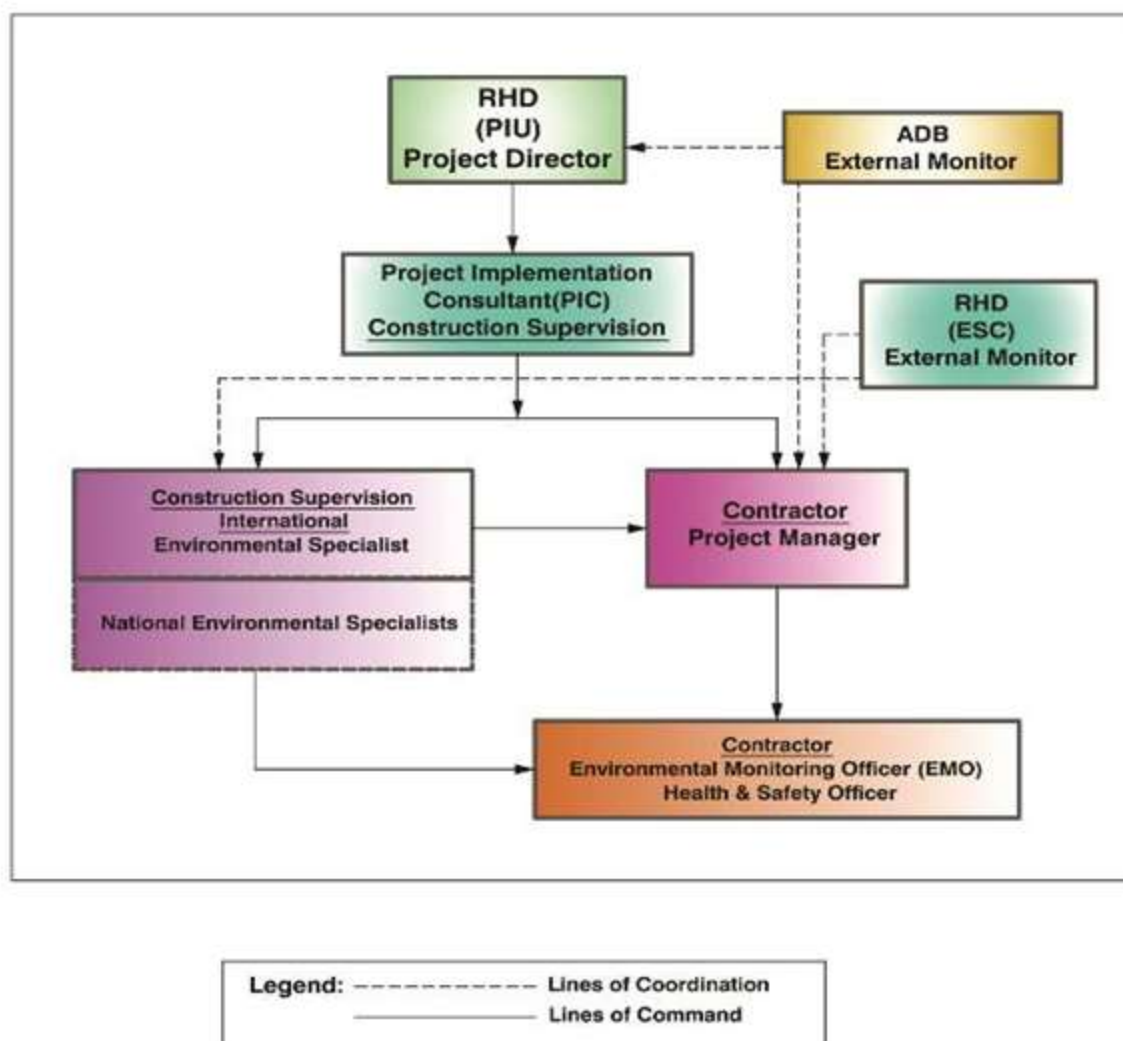 RHD
(PIU)
Project Director
ADB
External Monitor
Project Implementation
Consultant(PIC)
Construction Supervision
RHD
(ESC)
External Monitor
Construction Supervision
International
Environmental Specialist
National Environmental Specialists
Contractor
Project Manager
Contractor
Environmental Monitoring Officer (EMO)
Health & Safety Officer
Legend:
Lines of Coordination
Lines of Command